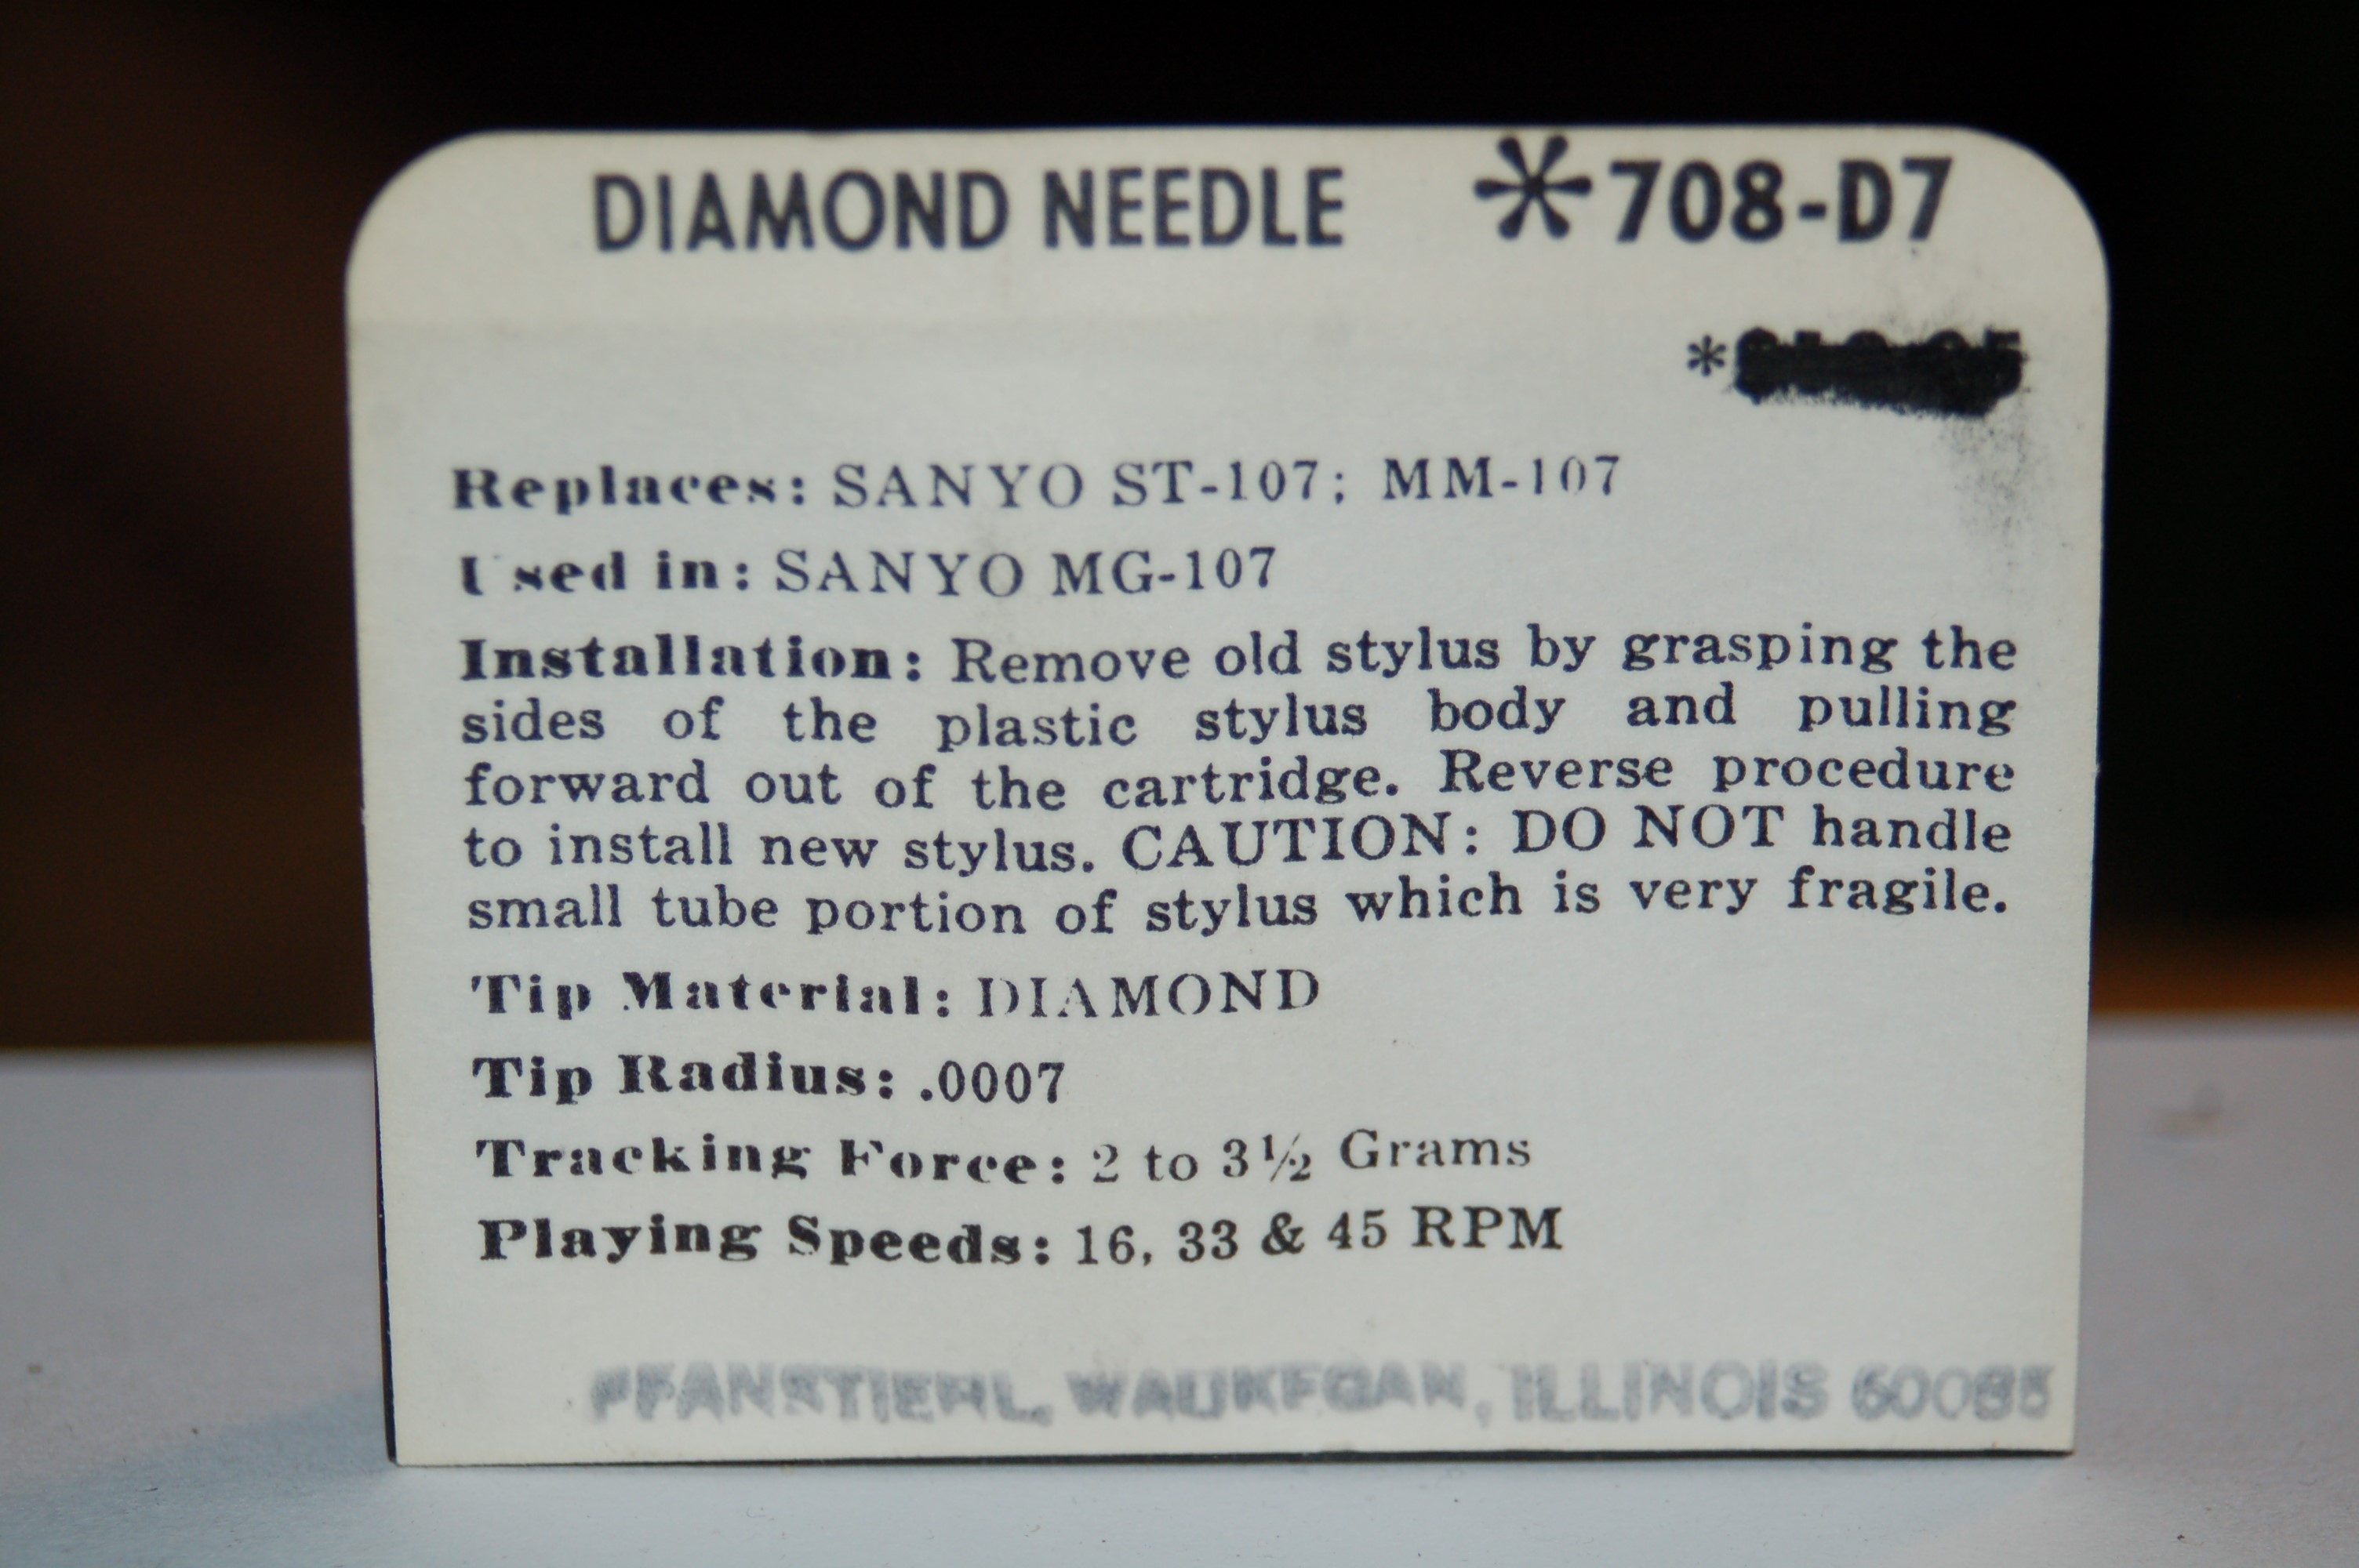 DIAMOND NEEDLE *708-D7
*
Replaces: SANYO ST-107; MM-107
Used in: SANYO MG-107
Installation: Remove old stylus by grasping the
sides of the plastic stylus body and pulling
forward out of the cartridge. Reverse procedure
to install new stylus. CAUTION: DO NOT handle
small tube portion of stylus which is very fragile.
Tip Material: DIAMOND
Tip Radius: .0007
Tracking Force: 2 to 3½ Grams
Playing Speeds: 16, 33 & 45 RPM
PFANSTIEHL, WAUKEGAN, ILLINOIS 60085